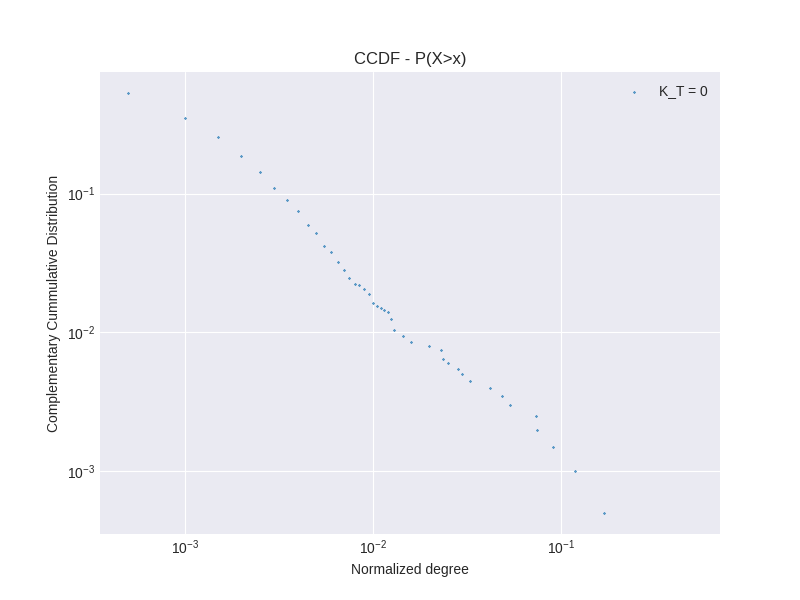 CCDF - P(X>x)
K_T = 0
Complementary Cummulative Distribution
10⁻¹
10⁻²
10⁻³
10⁻³ 10⁻² 10⁻¹
Normalized degree